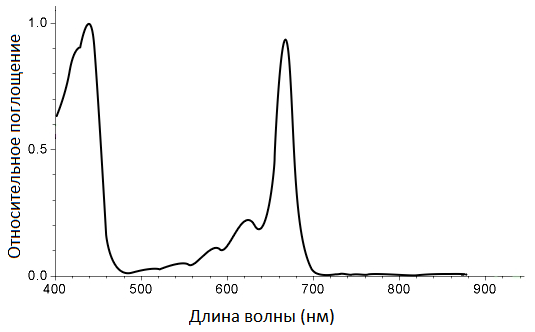 Относительное поглощение
1.0
0.5
0.0
400 500 600 700 800 900
Длина волны (нм)